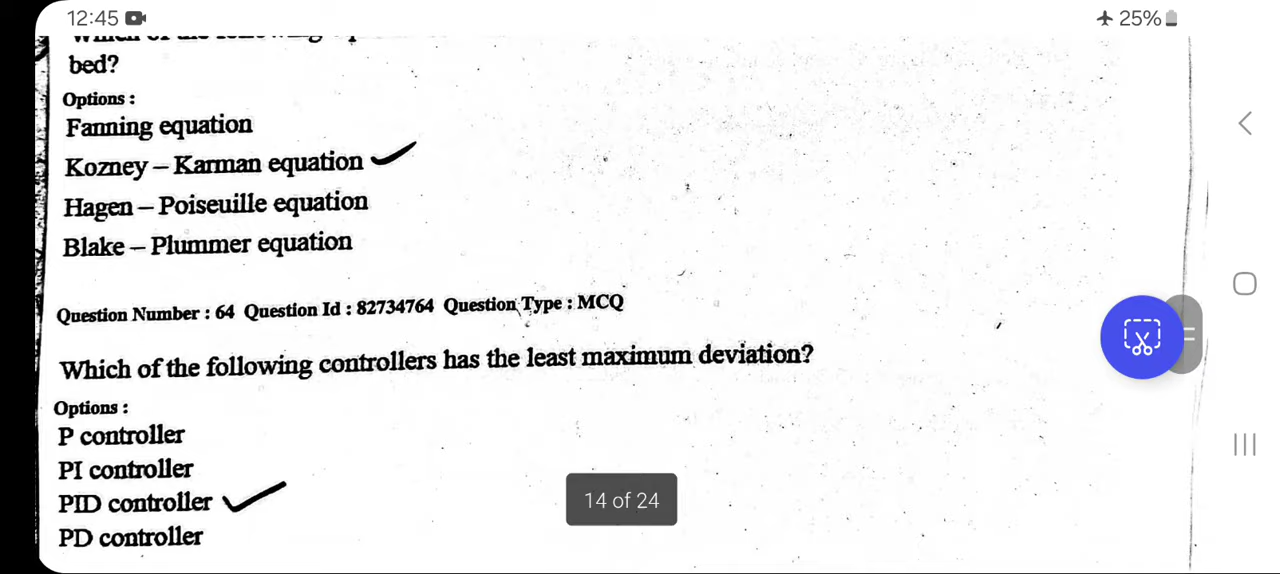 12:45
25%
bed?
Options :
Fanning equation
Kozney – Karman equation
Hagen – Poiseuille equation
Blake – Plummer equation
Question Number : 64 Question Id : 82734764 Question Type : MCQ
Which of the following controllers has the least maximum deviation?
Options :
P controller
PI controller
PID controller
PD controller
14 of 24